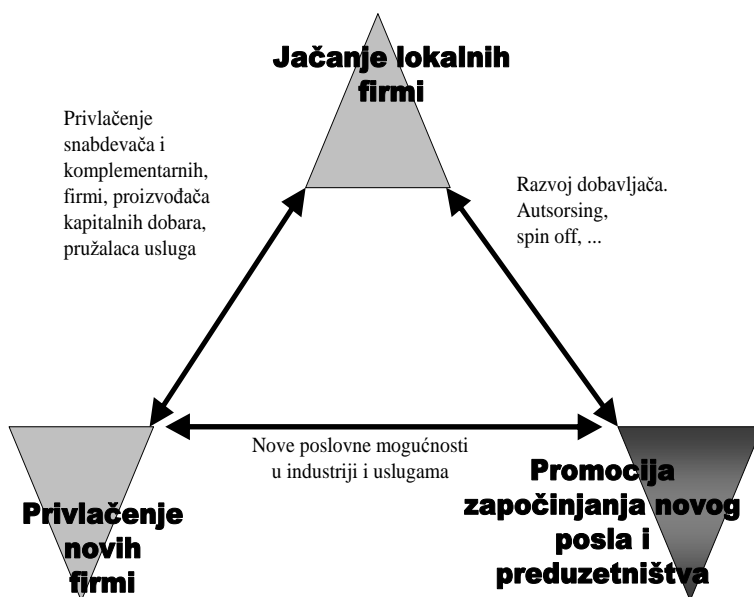 Jačanje lokalnih
firmi
Privlačenje
snabdevača i
komplementarnih,
firmi, proizvođača
kapitalnih dobara,
pružalaca usluga
Razvoj dobavljača.
Autsorsing,
spin off, ...
Nove poslovne mogućnosti
u industriji i uslugama
Privlačenje
novih
firmi
Promocija
započinjanja novog
posla i
preduzetništva